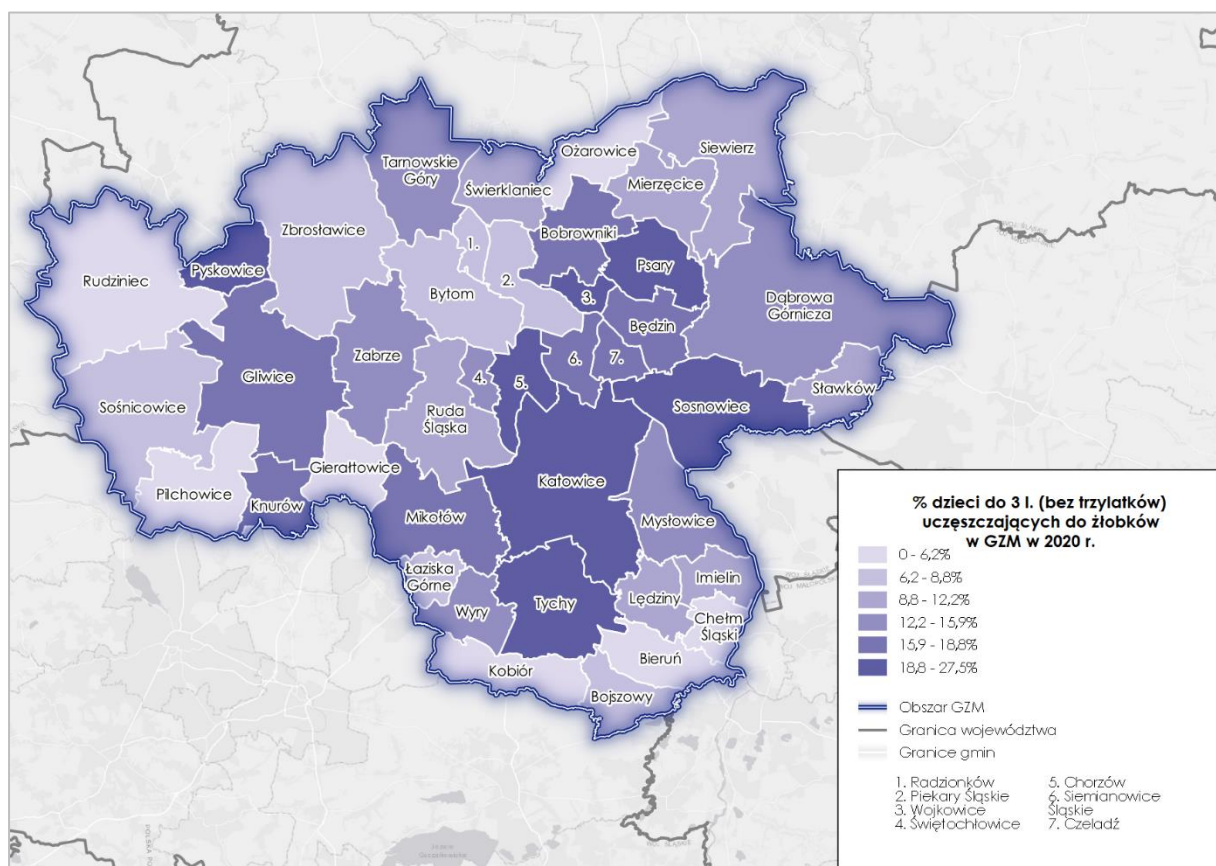 Tarnowskie
Góry
Świerklaniec
Ożarowice
Siewierz
Mierzęcice
Zbrosławice
1.
2.
Bobrowniki
Pyskowice
Psary
Rudziniec
Bytom
3.
Dąbrowa
Górnicza
Będzin
Zabrze
6.
7.
Gliwice
4.
5.
Sławków
Sośnicowice
Ruda
Śląska
Sosnowiec
Gierałtowice
Katowice
Pilchowice
Knurów
Mikołów
Mysłowice
Łaziska
Górne
Imielin
Wyry
Tychy
Lędziny
Chełm
Śląski
Kobiór
Bieruń
Bojszowy
% dzieci do 3 l. (bez trzylatków)
uczęszczających do żłobków
w GZM w 2020 r.
0 - 6,2%
6,2 - 8,8%
8,8 - 12,2%
12,2 - 15,9%
15,9 - 18,8%
18,8 - 27,5%
Obszar GZM
Granica województwa
Granice gmin
1. Radzionków
2. Piekary Śląskie
3. Wojkowice
4. Świętochłowice
5. Chorzów
6. Siemianowice
Śląskie
7. Czeladź